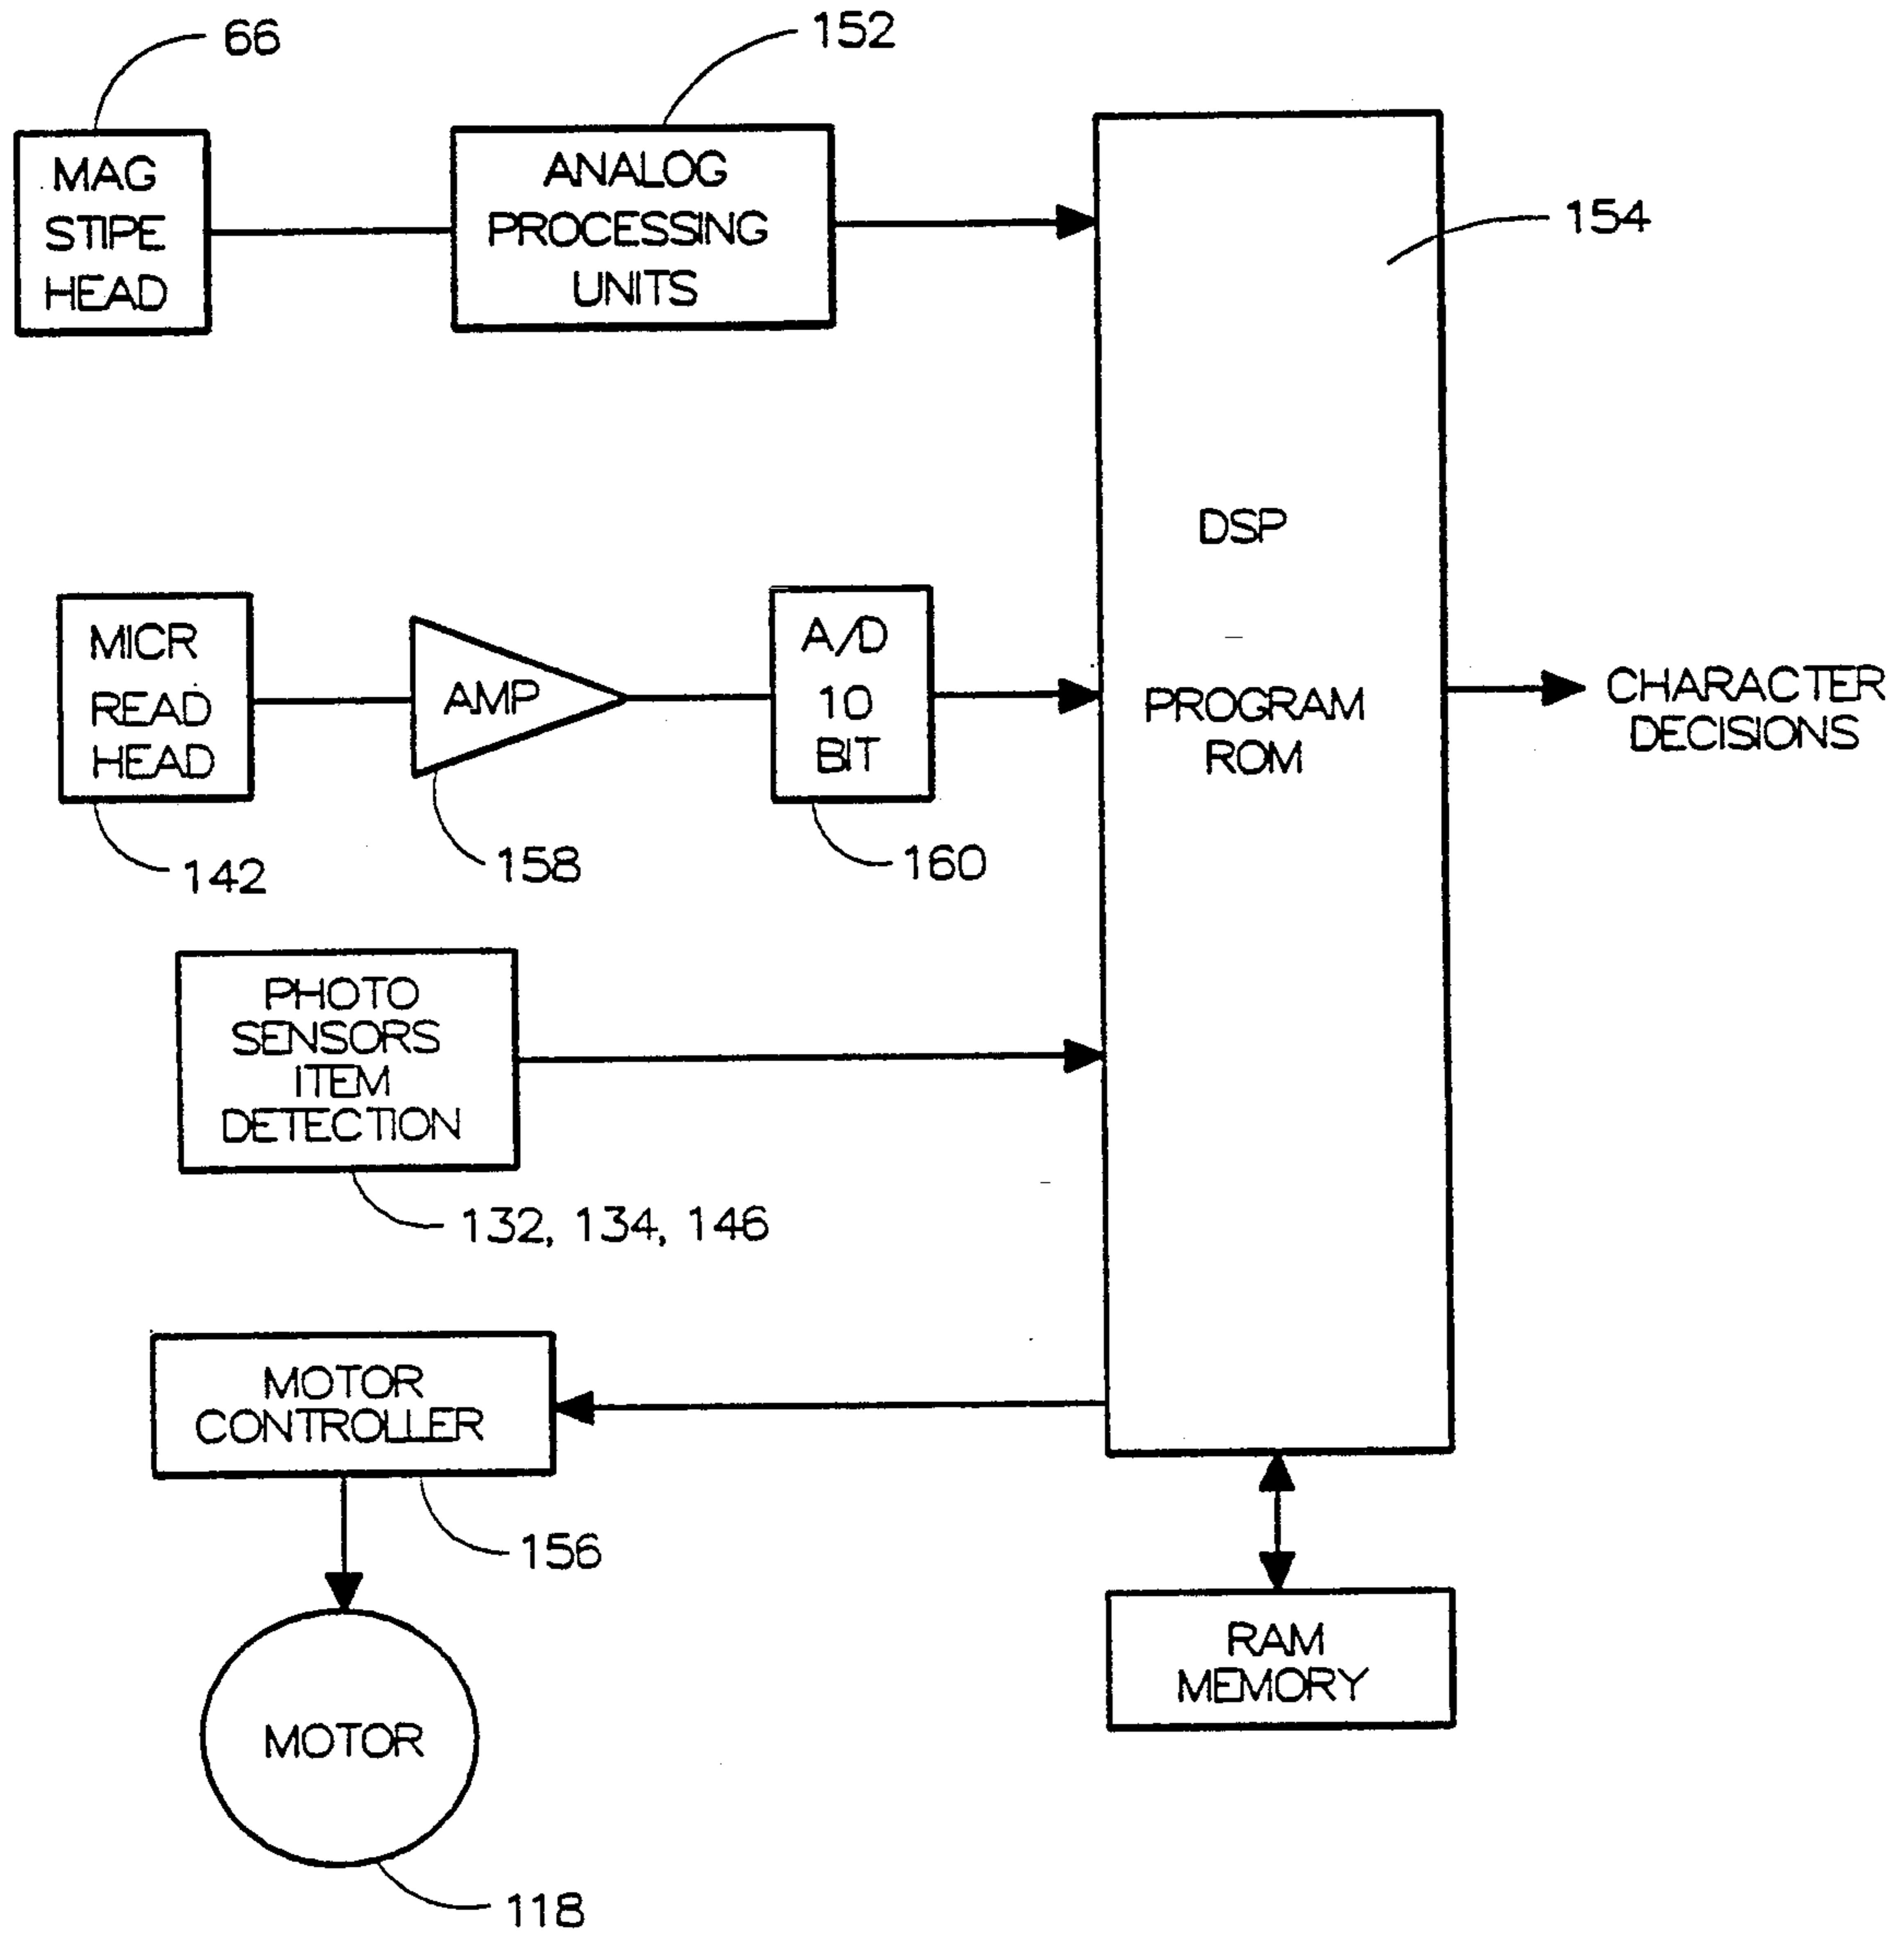 66
152
MAG
STIPE
HEAD
ANALOG
PROCESSING
UNITS
154
DSP
PROGRAM
ROM
MICR
READ
HEAD
AMP
A/D
10
BIT
CHARACTER
DECISIONS
142
158
160
PHOTO
SENSORS
ITEM
DETECTION
132, 134, 146
MOTOR
CONTROLLER
156
RAM
MEMORY
MOTOR
118